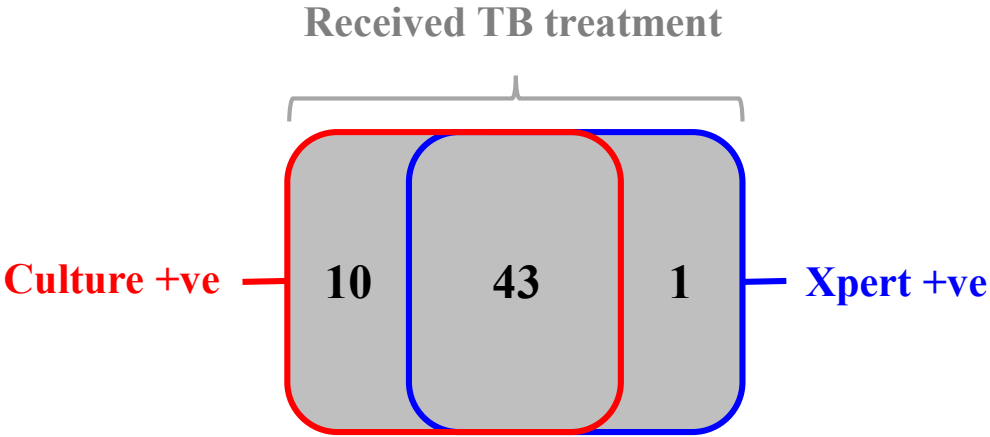 Received TB treatment
Culture +ve
10
43
1
Xpert +ve